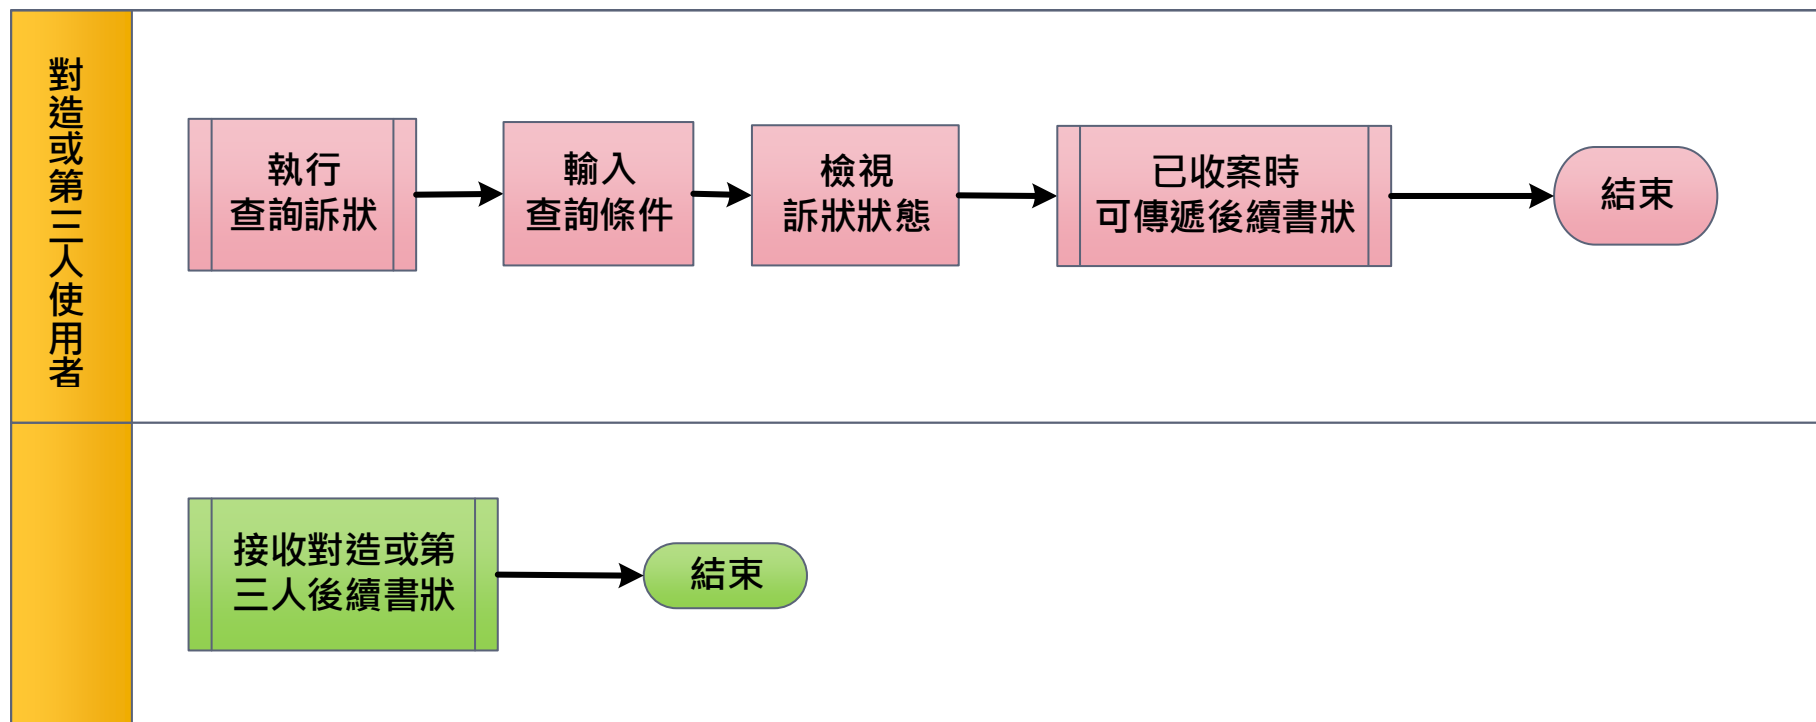 對造或第三人使用者
執行
查詢訴狀
輸入
查詢條件
檢視
訴狀狀態
已收案時
可傳遞後續書狀
結束
接收對造或第
三人後續書狀
結束